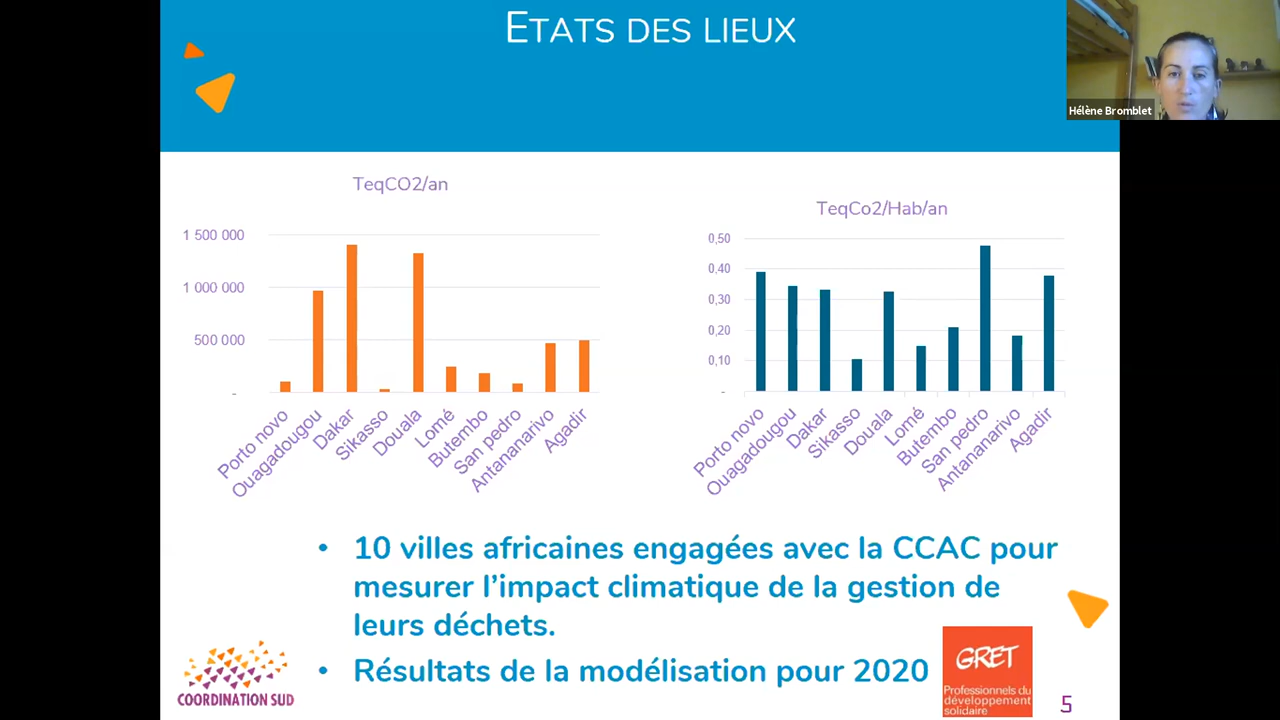 ETATS DES LIEUX
Hélène Bromblet
TeqCO2/an
1 500 000
1 000 000
500 000
-
Porto novo
Ouagadougou
Dakar
Sikasso
Douala
Lomé
Butembo
San pedro
Antananarivo
Agadir
TeqCo2/Hab/an
0,50
0,40
0,30
0,20
0,10
-
Porto novo
Ouagadougou
Dakar
Sikasso
Douala
Lomé
Butembo
San pedro
Antananarivo
Agadir
• 10 villes africaines engagées avec la CCAC pour
mesurer l’impact climatique de la gestion de
leurs déchets.
• Résultats de la modélisation pour 2020
COORDINATION SUD
GRET
Professionnels du
développement
solidaire
5